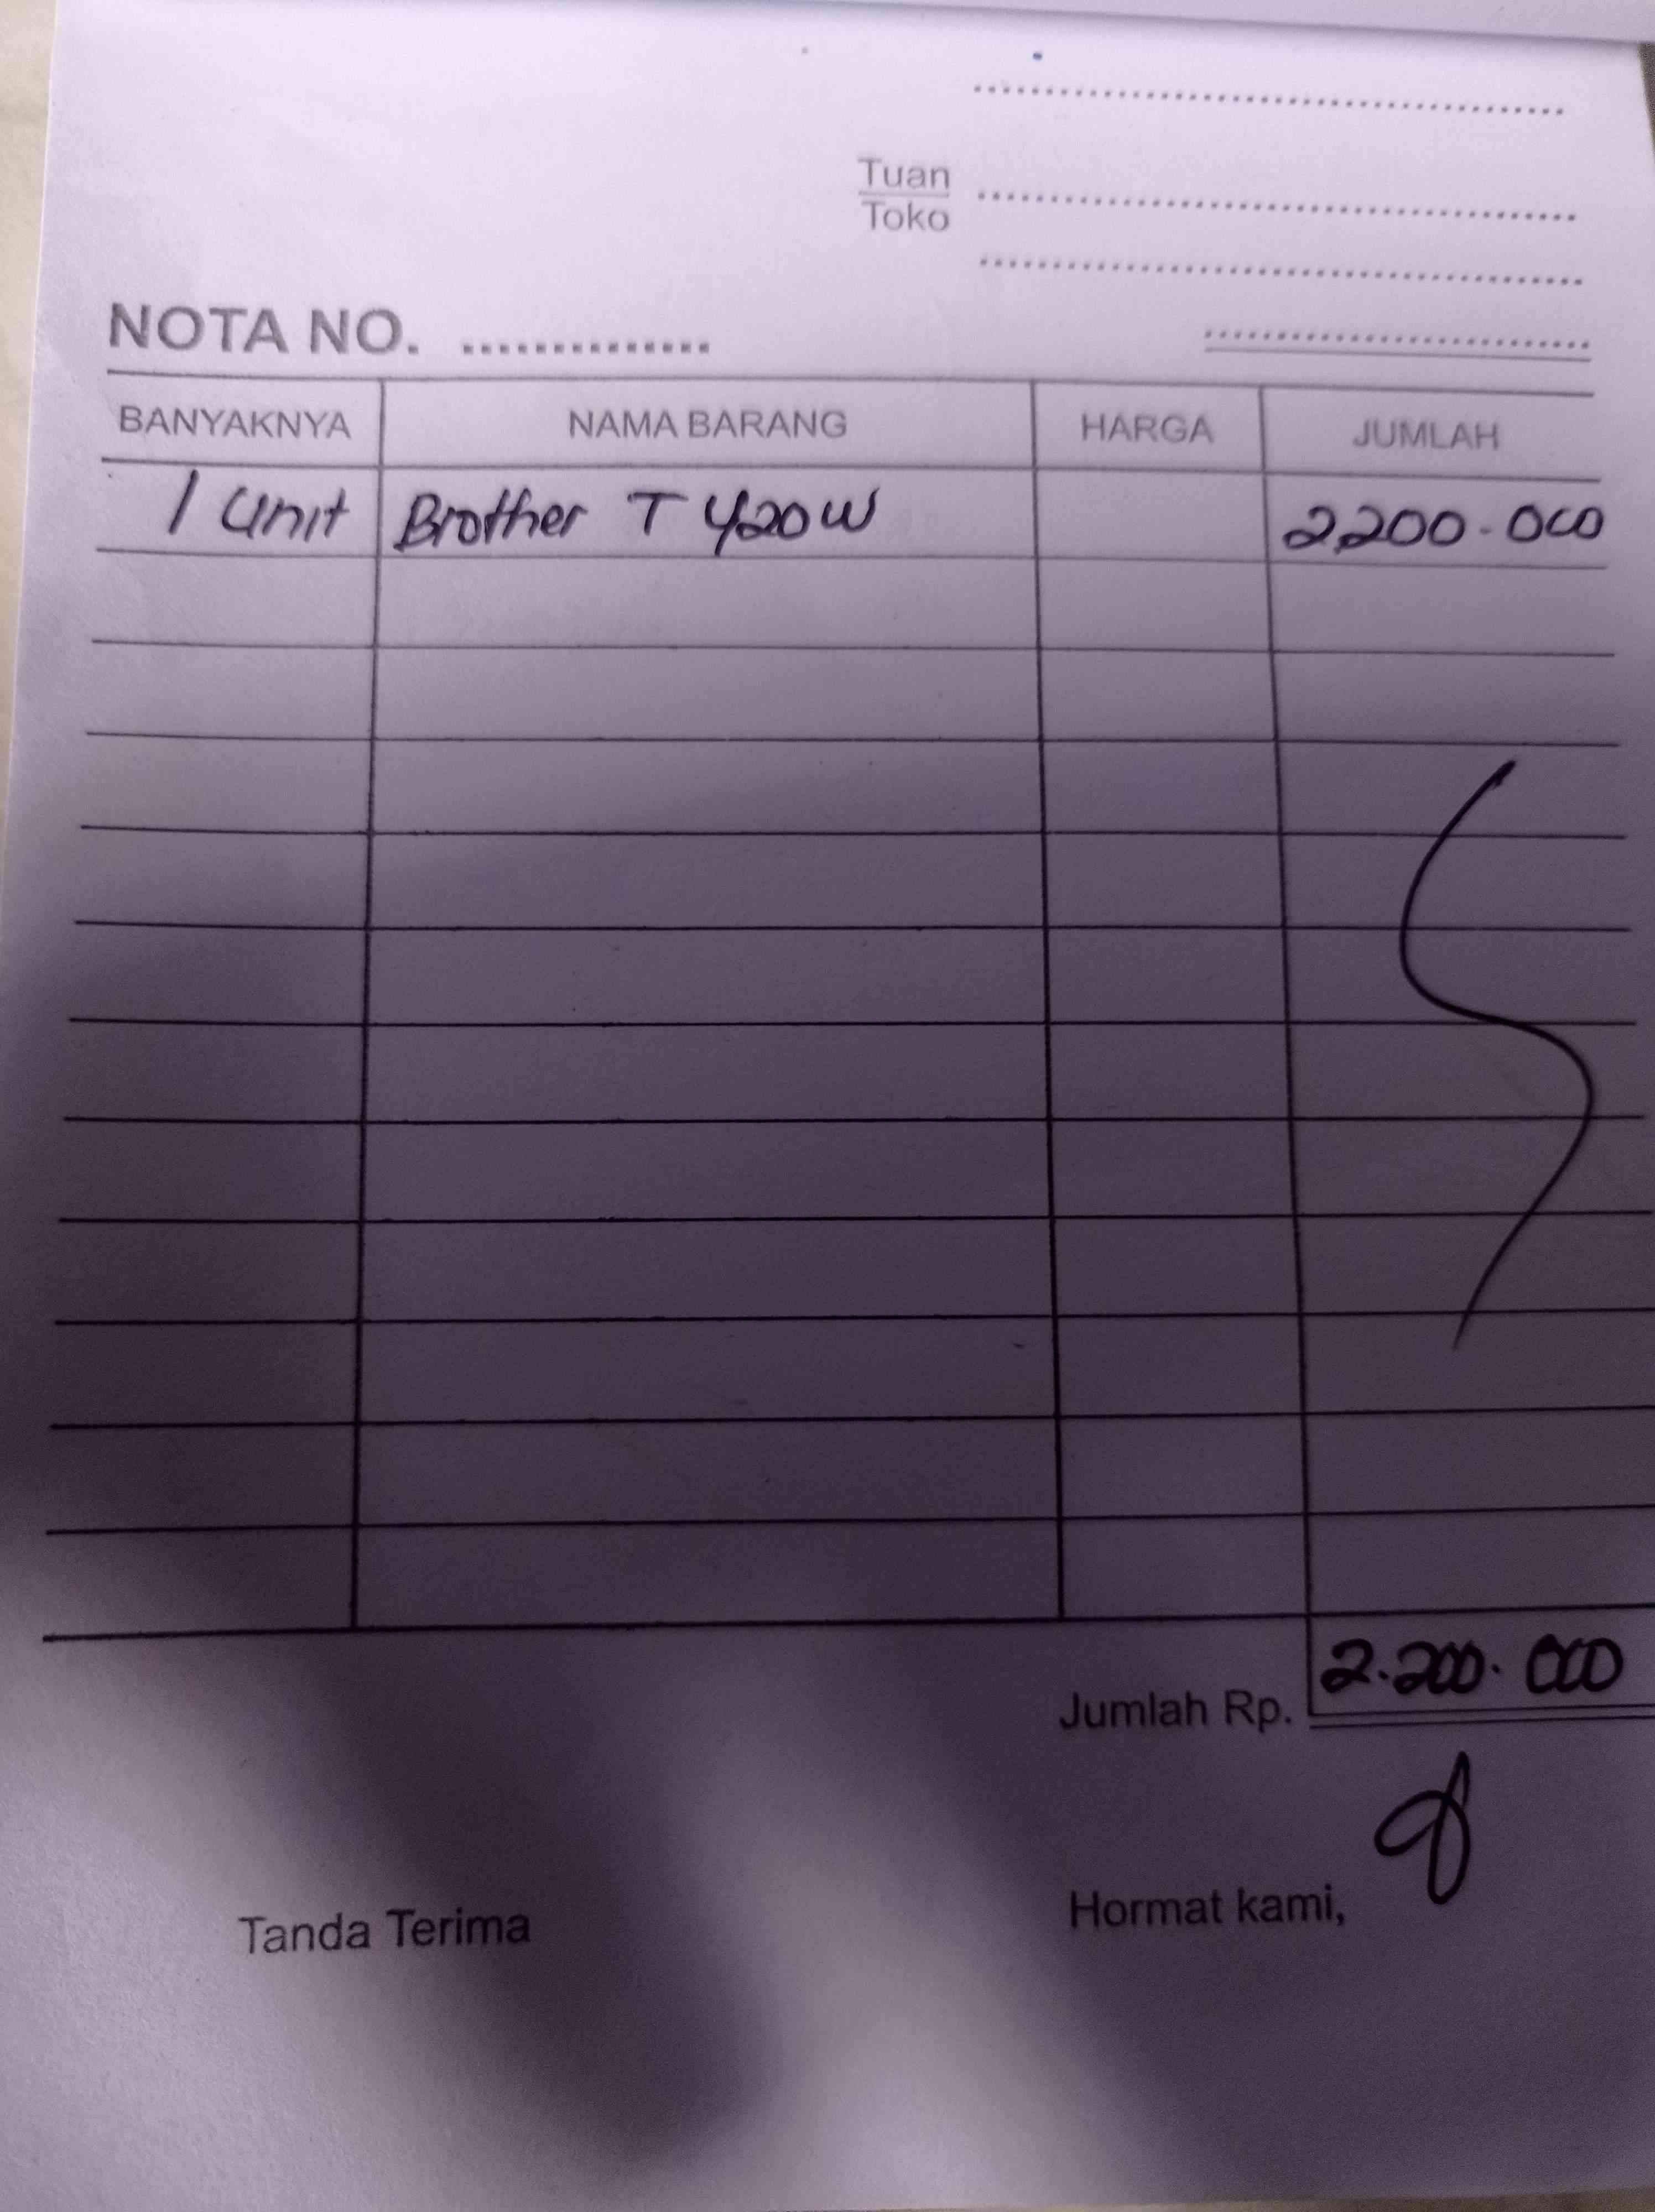 Tuan
Toko
NOTA NO. ..............
BANYAKNYA NAMA BARANG HARGA JUMLAH
1 Unit Brother T 420 W 2.200.000
Jumlah Rp. 2.200.000
Tanda Terima Hormat kami,